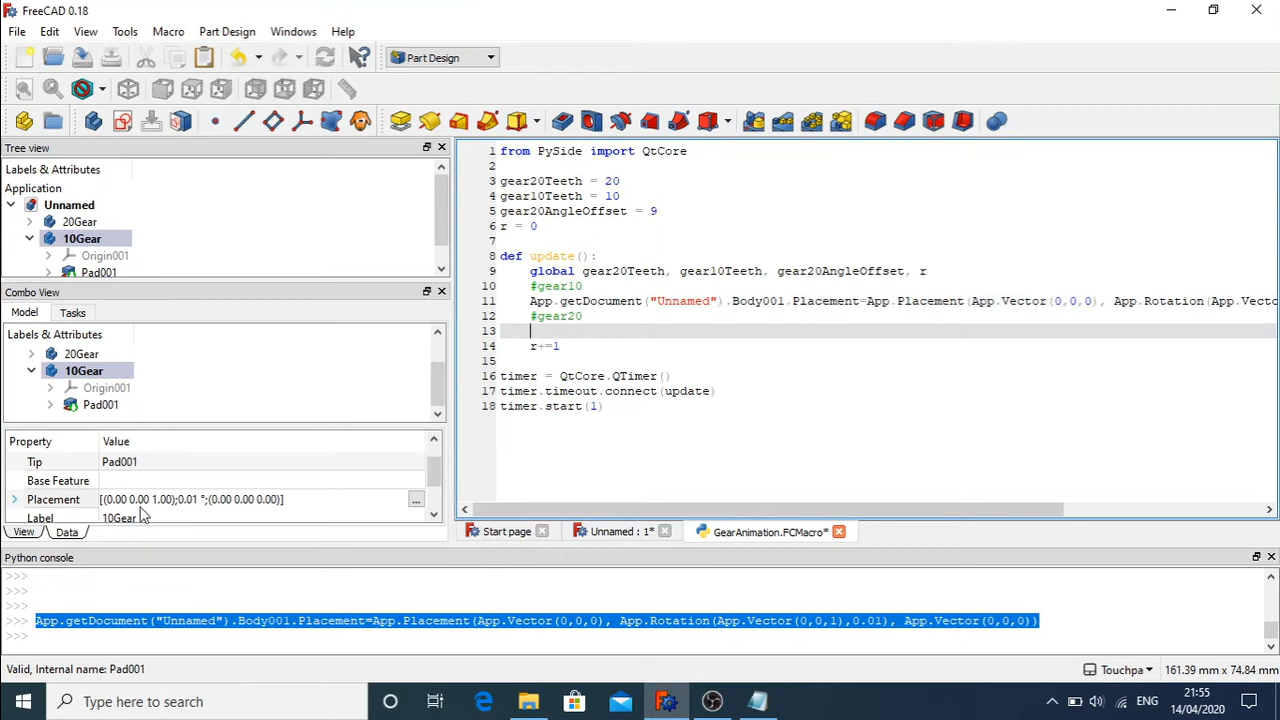 FreeCAD 0.18
File Edit View Tools Macro Part Design Windows Help
Part Design
Tree view
Labels & Attributes
Application
Unnamed
20Gear
10Gear
Origin001
Pad001
Combo View
Model Tasks
Labels & Attributes
20Gear
10Gear
Origin001
Pad001
Property Value
Tip Pad001
Base Feature
Placement [(0.00 0.00 1.00);0.01 °;(0.00 0.00 0.00)] ...
Label 10Gear
View Data
1 from PySide import QtCore
2
3 gear20Teeth = 20
4 gear10Teeth = 10
5 gear20AngleOffset = 9
6 r = 0
7
8 def update():
9 global gear20Teeth, gear10Teeth, gear20AngleOffset, r
10 #gear10
11 App.getDocument("Unnamed").Body001.Placement=App.Placement(App.Vector(0,0,0), App.Rotation(App.Vecto
12 #gear20
13
14 r+=1
15
16 timer = QtCore.QTimer()
17 timer.timeout.connect(update)
18 timer.start(1)
Start page Unnamed : 1* GearAnimation.FCMacro*
Python console
>>>
>>>
>>>
>>> App.getDocument("Unnamed").Body001.Placement=App.Placement(App.Vector(0,0,0), App.Rotation(App.Vector(0,0,1),0.01), App.Vector(0,0,0))
>>>
Valid, Internal name: Pad001 Touchpa 161.39 mm x 74.84 mm
Type here to search ENG 21:55
14/04/2020